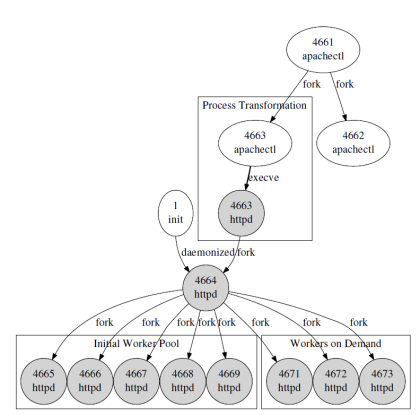 4661
apachectl
fork
fork
Process Transformation
4663
apachectl
4662
apachectl
execve
1
init
4663
httpd
daemonized
fork
4664
httpd
fork
fork
fork
fork
fork
fork
fork
fork
Initial Worker Pool
Workers on Demand
4665
httpd
4666
httpd
4667
httpd
4668
httpd
4669
httpd
4671
httpd
4672
httpd
4673
httpd